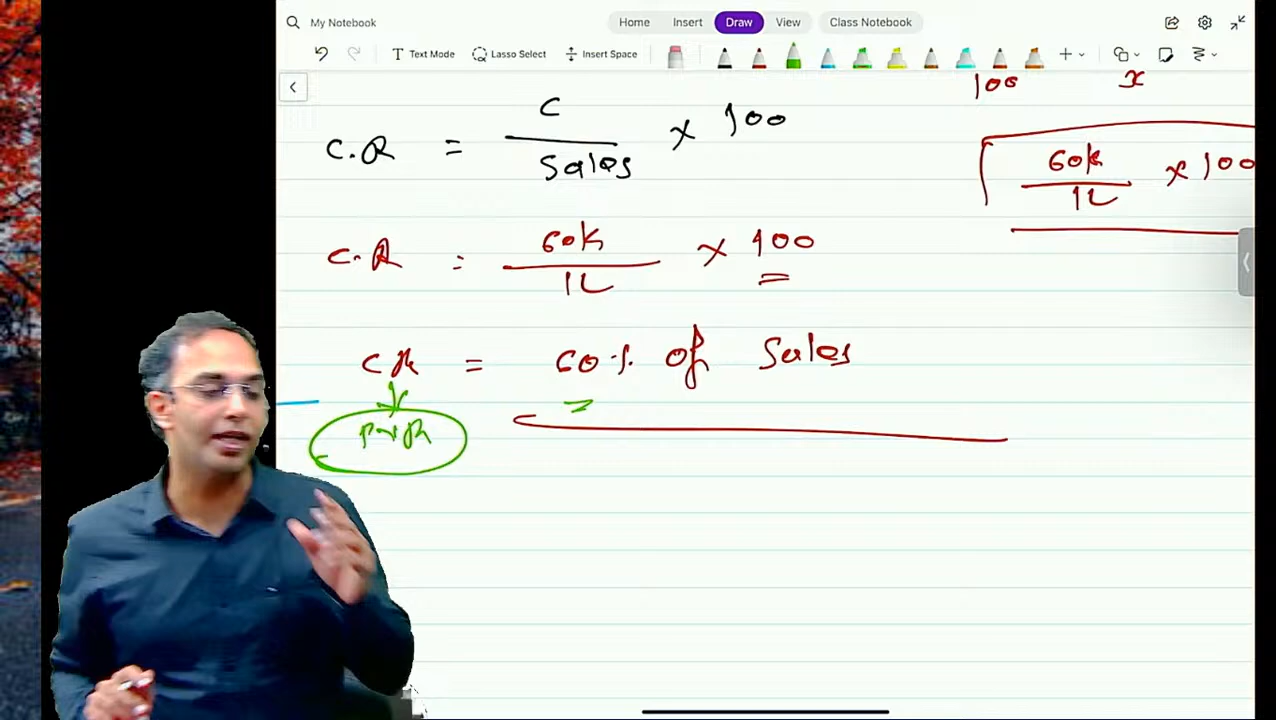 My Notebook
Home Insert Draw View Class Notebook
Text Mode Lasso Select Insert Space
100 x
C.R = C / Sales × 100
60k / 1L × 100
C.R = 60k / 1L × 100
CR = 60% of Sales
PVR